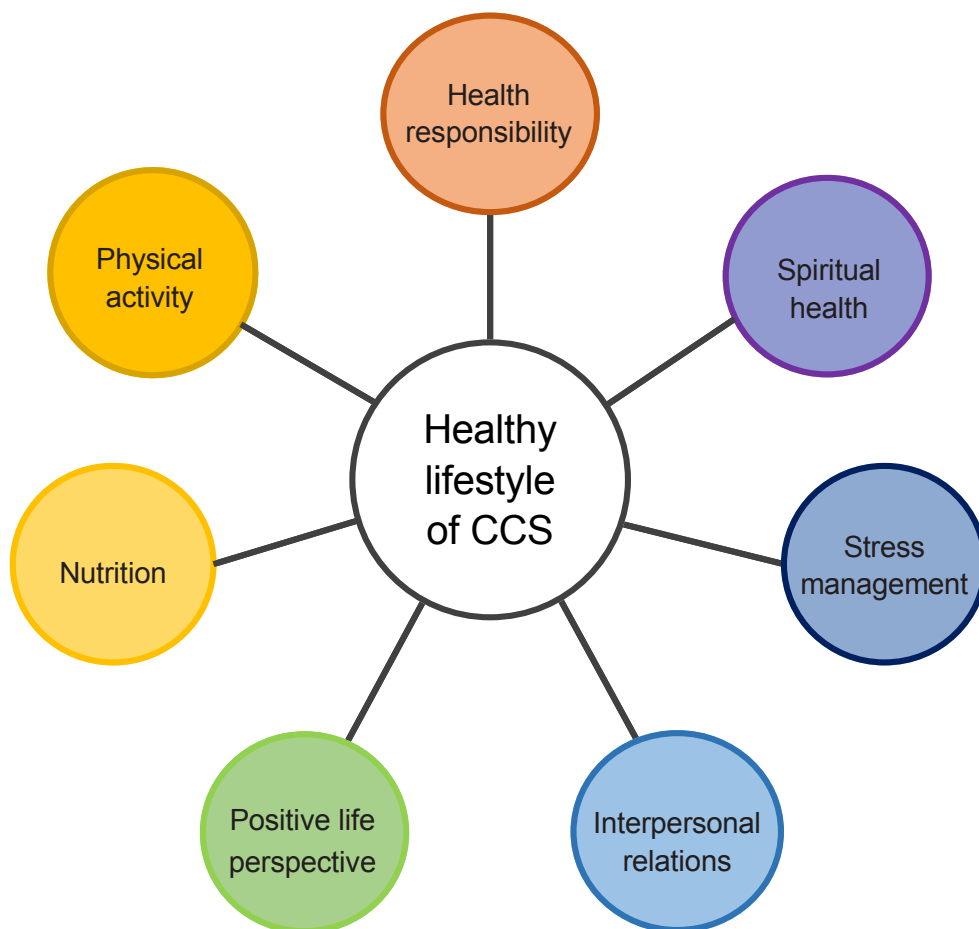 Health
responsibility
Physical
activity
Spiritual
health
Healthy
lifestyle
of CCS
Nutrition
Stress
management
Positive life
perspective
Interpersonal
relations